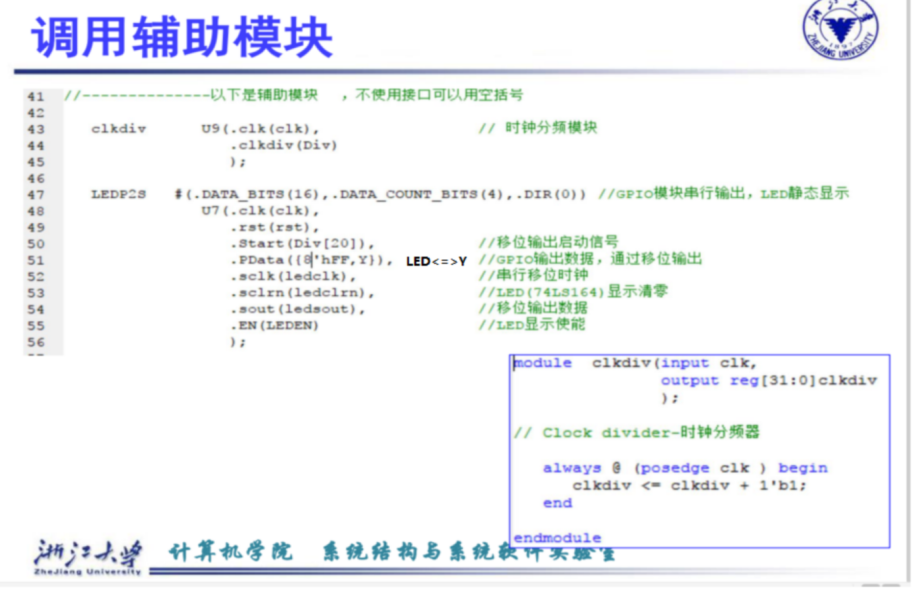 调用辅助模块
ZHEJIANG UNIVERSITY
41 //--------------以下是辅助模块 ，不使用接口可以用空括号
42
43 clkdiv U9(.clk(clk), // 时钟分频模块
44 .clkdiv(Div)
45 );
46
47 LEDP2S #(.DATA_BITS(16),.DATA_COUNT_BITS(4),.DIR(0)) //GPIO模块串行输出，LED静态显示
48 U7(.clk(clk),
49 .rst(rst),
50 .Start(Div[20]), //移位输出启动信号
51 .PData({8'hFF,Y}), LED<=>Y //GPIO输出数据，通过移位输出
52 .sclk(ledclk), //串行移位时钟
53 .sclrn(ledclrn), //LED(74LS164)显示清零
54 .sout(ledsout), //移位输出数据
55 .EN(LEDEN) //LED显示使能
56 );
module clkdiv(input clk,
output reg[31:0]clkdiv
);
// Clock divider-时钟分频器
always @ (posedge clk ) begin
clkdiv <= clkdiv + 1'b1;
end
endmodule
浙江大学 计算机学院 系统结构与系统软件实验室
ZheJiang University